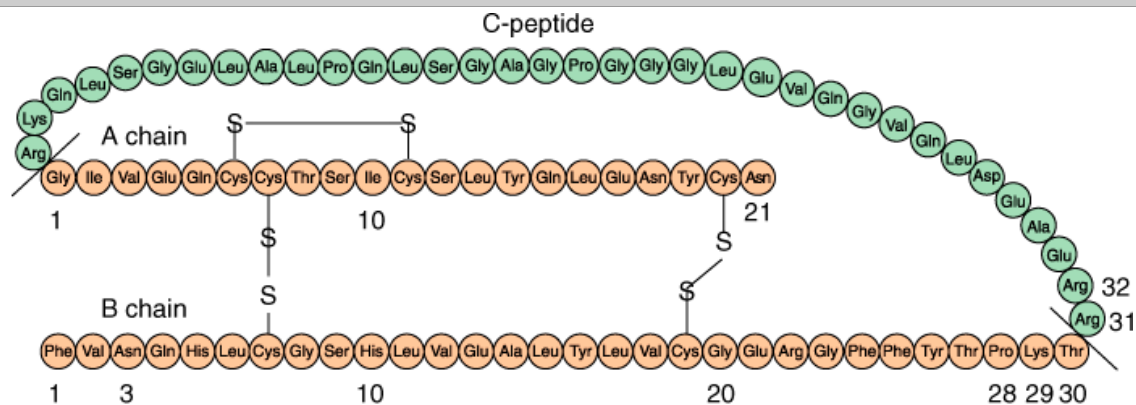 C-peptide
Arg Lys Gln Leu Ser Gly Glu Leu Ala Leu Pro Gln Leu Ser Gly Ala Gly Pro Gly Gly Gly Leu Glu Val Gln Gly Val Gln Leu Asp Glu Ala Glu Arg Arg
32
31
A chain
S S
Gly Ile Val Glu Gln Cys Cys Thr Ser Ile Cys Ser Leu Tyr Gln Leu Glu Asn Tyr Cys Asn
1 10 21
S S
S S
B chain
Phe Val Asn Gln His Leu Cys Gly Ser His Leu Val Glu Ala Leu Tyr Leu Val Cys Gly Glu Arg Gly Phe Phe Tyr Thr Pro Lys Thr
1 3 10 20 28 29 30